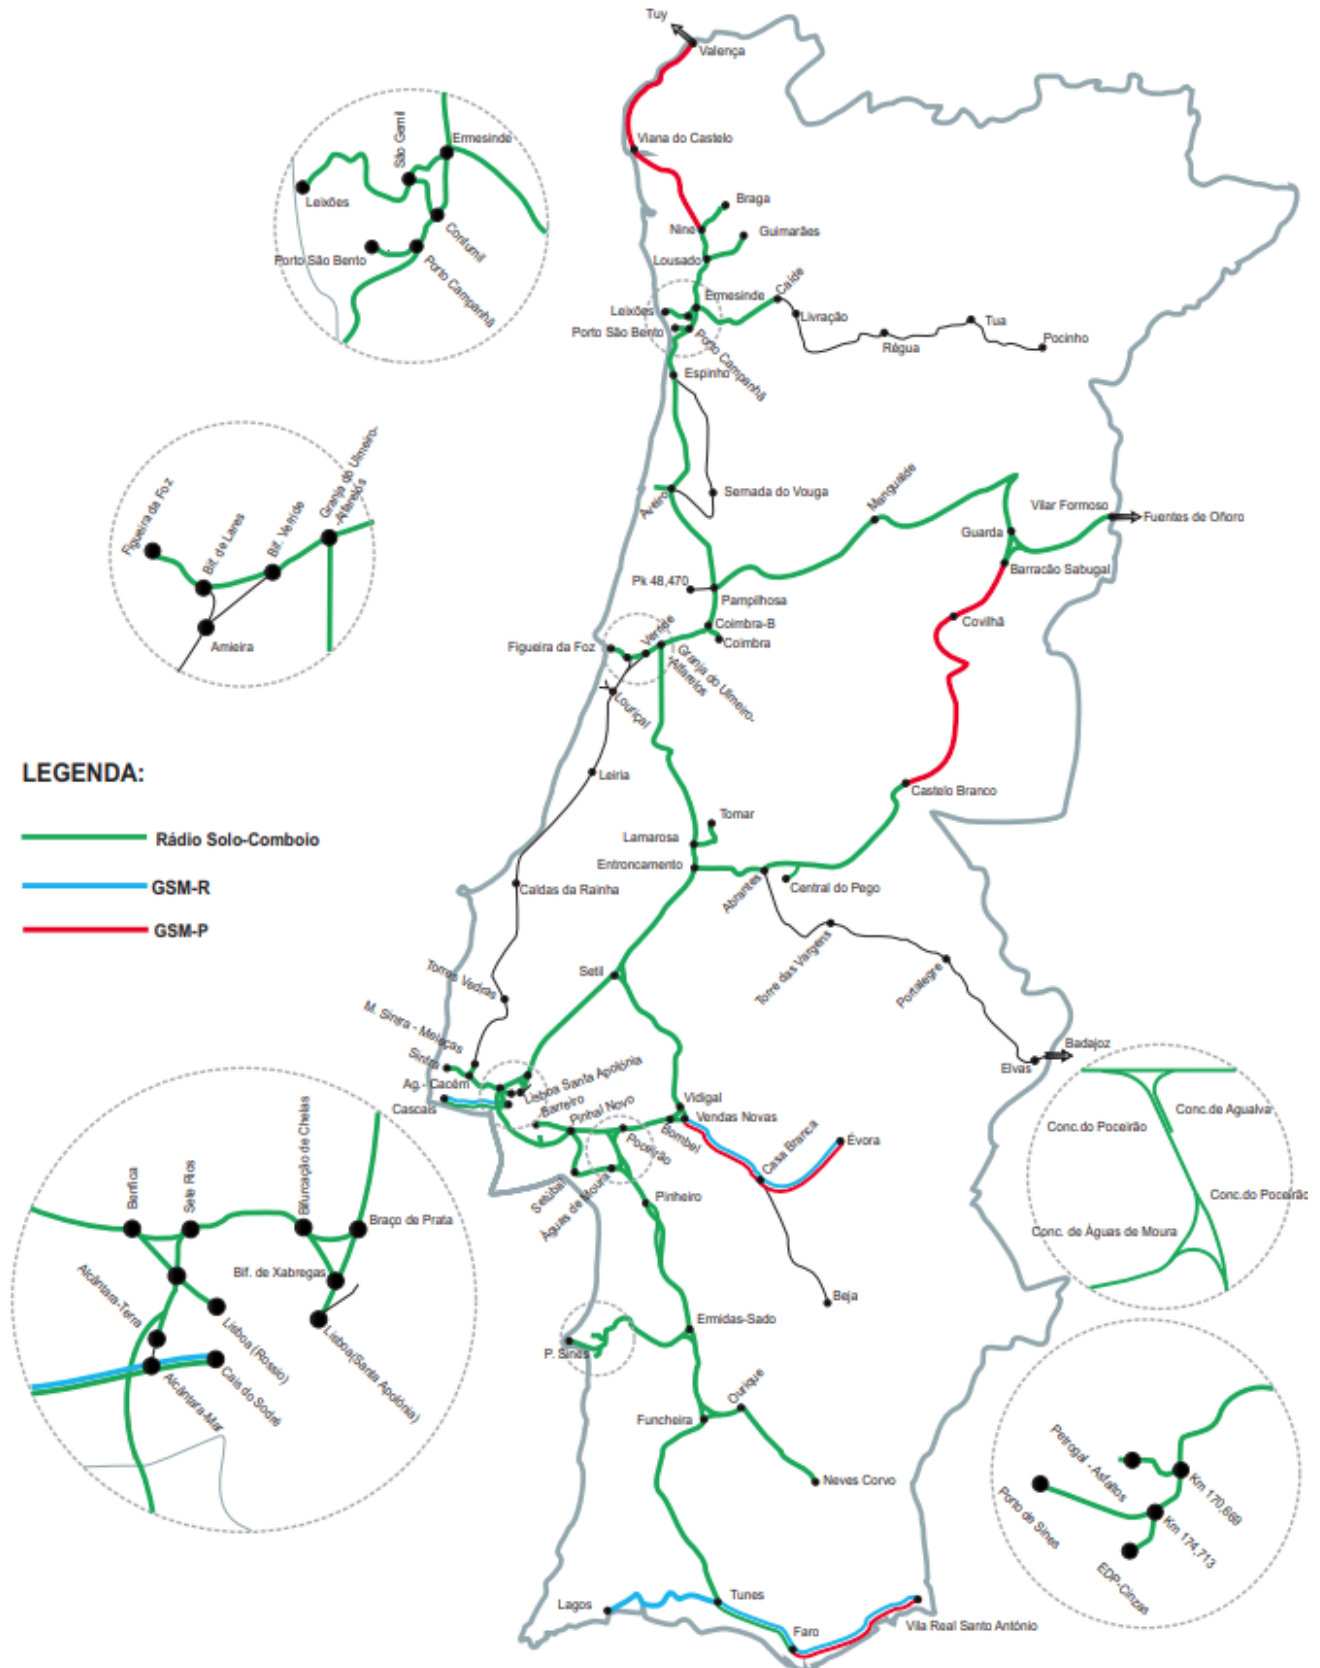 Tuy
Valença
Viana do Castelo
Braga
Nine
Guimarães
Lousado
Ermesinde
Caíde
Leixões
Livração
Porto São Bento
Tua
Régua
Pocinho
Porto Campanhã
Espinho
São Gemil
Ermesinde
Leixões
Contumil
Porto São Bento
Porto Campanhã
Sernada do Vouga
Aveiro
Mangualde
Vilar Formoso
Fuentes de Oñoro
Guarda
Barracão Sabugal
Pk 48,470
Pampilhosa
Covilhã
Coimbra-B
Coimbra
Figueira da Foz
Verride
Granja do Ulmeiro-
-Alfarelos
Louriçal
Figueira da Foz
Bif. de Lares
Bif. Verride
Granja do Ulmeiro-
-Alfarelos
Amieira
LEGENDA:
Rádio Solo-Comboio
GSM-R
GSM-P
Leiria
Castelo Branco
Tomar
Lamarosa
Entroncamento
Caldas da Rainha
Abrantes
Central do Pego
Torre das Vargens
Portalegre
Setil
Torres Vedras
M. Sintra - Meleças
Sintra
Ag.- Cacém
Cascais
Lisboa Santa Apolónia
Barreiro
Pinhal Novo
Vidigal
Vendas Novas
Bombel
Poceirão
Casa Branca
Évora
Elvas
Badajoz
Setúbal
Águas de Moura
Pinheiro
Beja
Conc.de Agualva
Conc.do Poceirão
Conc.do Poceirão
Conc. de Águas de Moura
Benfica
Sete Rios
Bifurcação de Chelas
Braço de Prata
Bif. de Xabregas
Alcântara-Terra
Lisboa (Rossio)
Lisboa(Santa Apolónia)
Cais do Sodré
Alcântara-Mar
Ermidas-Sado
P. Sines
Ourique
Funcheira
Neves Corvo
Petrogal - Asfaltos
Porto de Sines
Km 170,669
Km 174,713
EDP-Cinzas
Lagos
Tunes
Faro
Vila Real Santo António